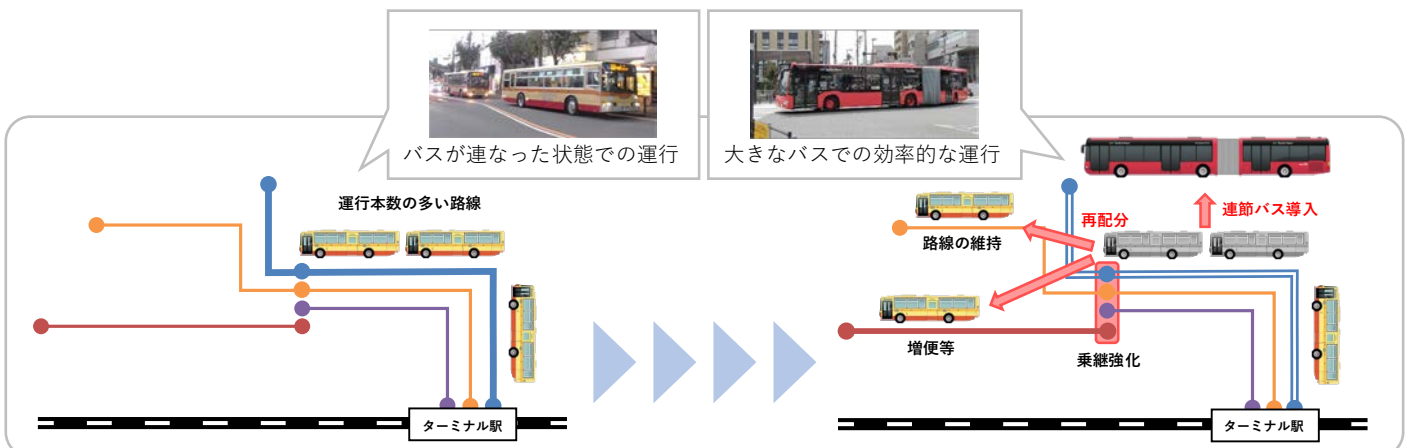 バスが連なった状態での運行
大きなバスでの効率的な運行
運行本数の多い路線
ターミナル駅
再配分
連節バス導入
路線の維持
増便等
乗継強化
ターミナル駅